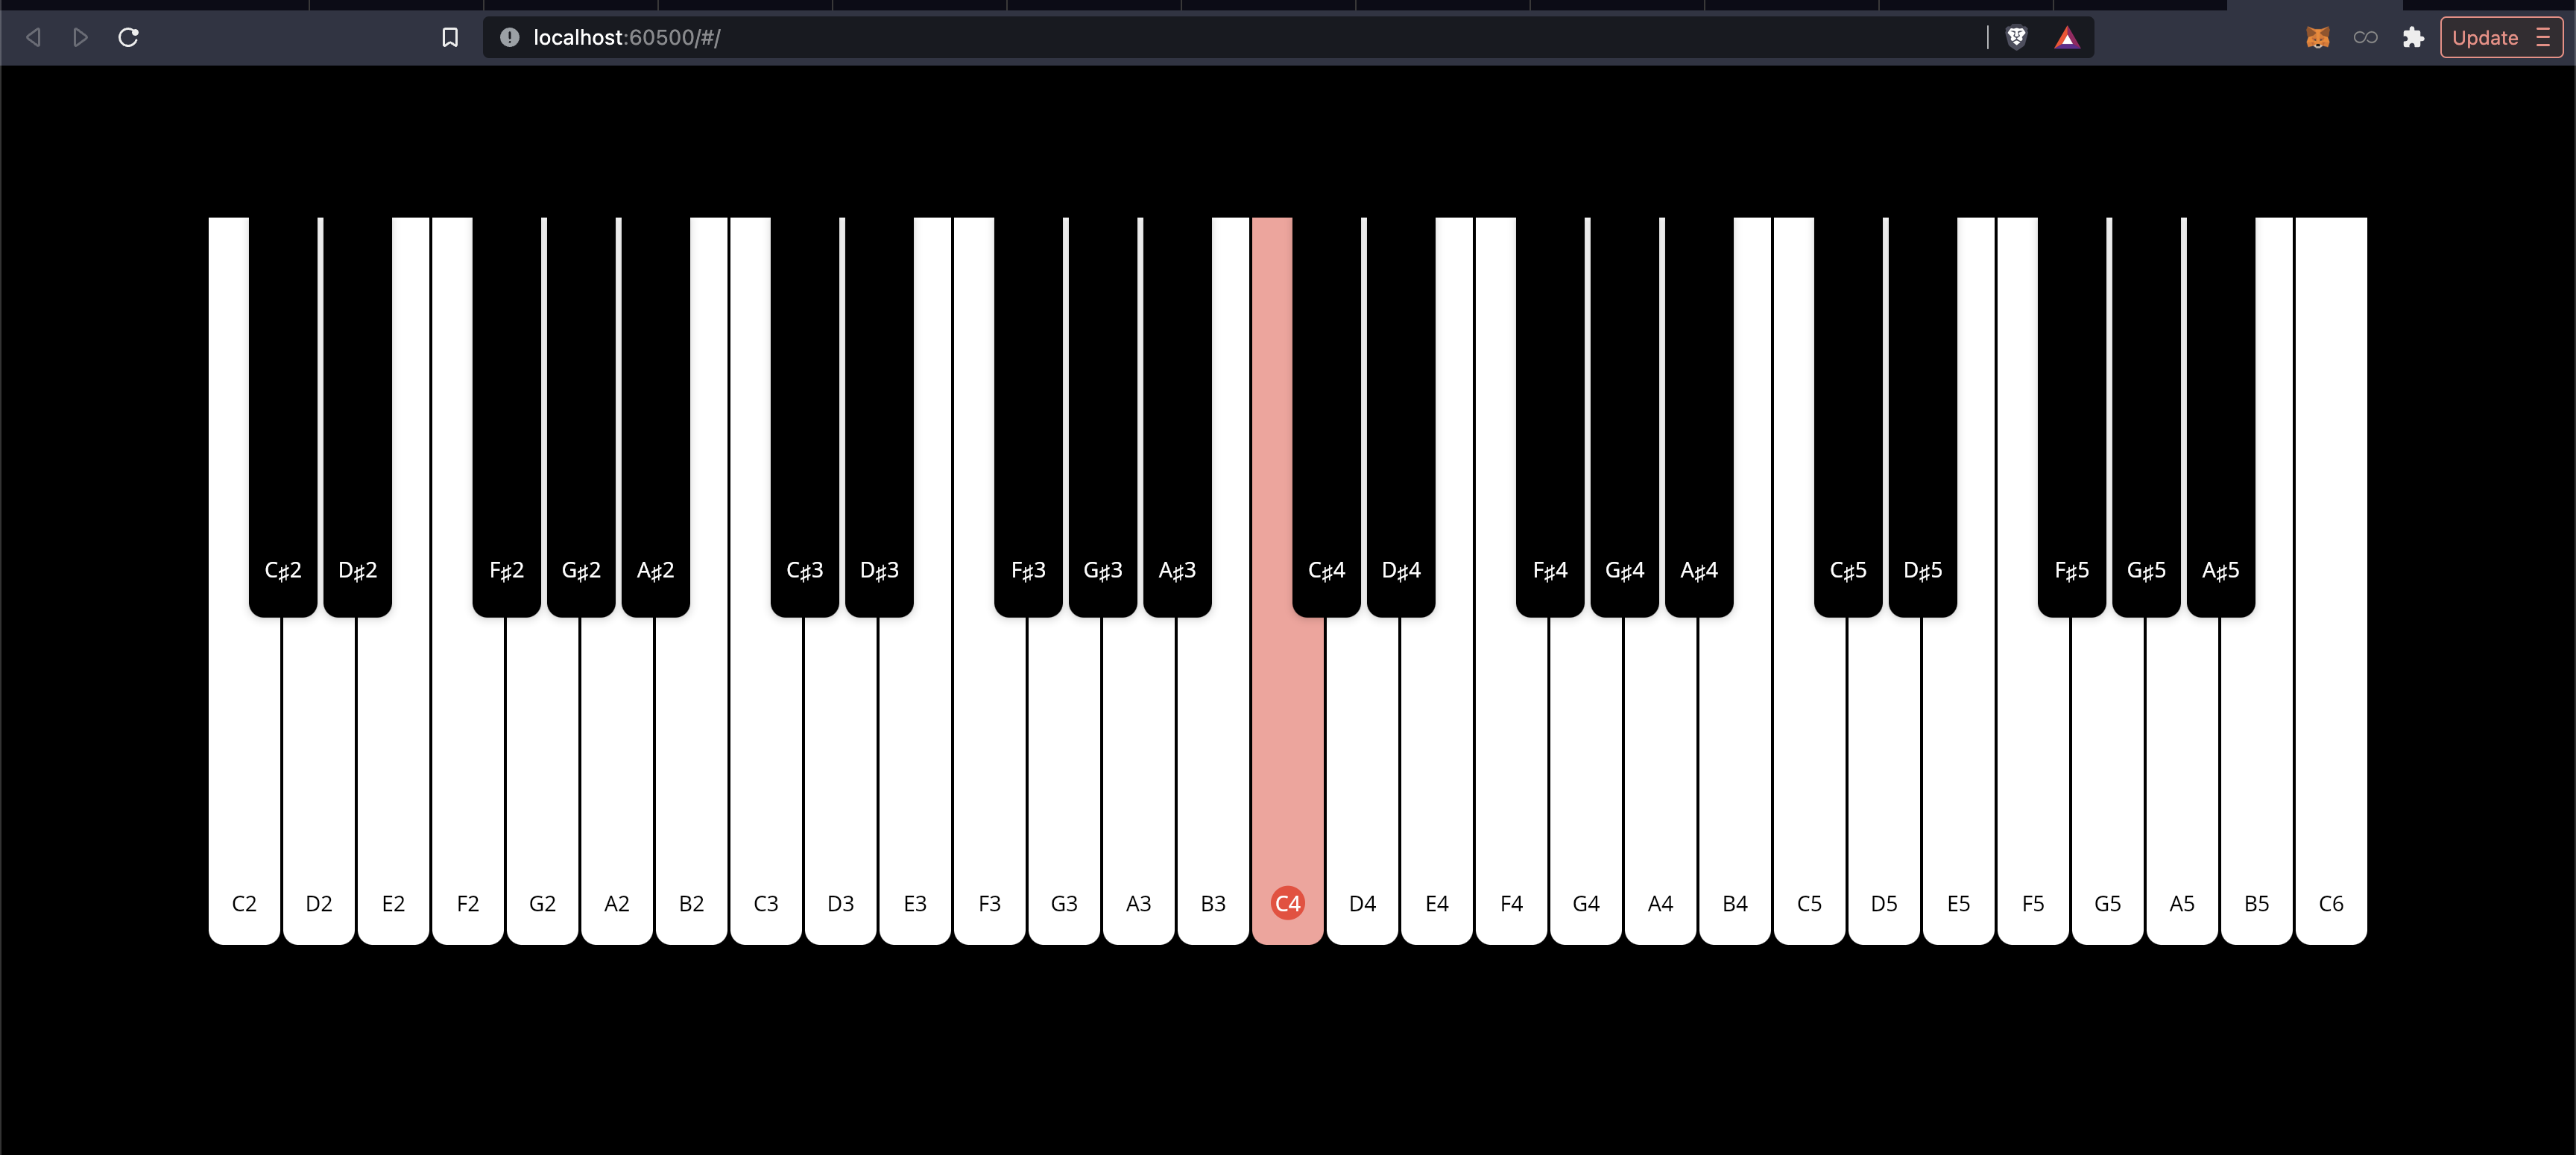 localhost:60500/#/ Update
C♯2 D♯2 F♯2 G♯2 A♯2 C♯3 D♯3 F♯3 G♯3 A♯3 C♯4 D♯4 F♯4 G♯4 A♯4 C♯5 D♯5 F♯5 G♯5 A♯5
C2 D2 E2 F2 G2 A2 B2 C3 D3 E3 F3 G3 A3 B3 C4 D4 E4 F4 G4 A4 B4 C5 D5 E5 F5 G5 A5 B5 C6